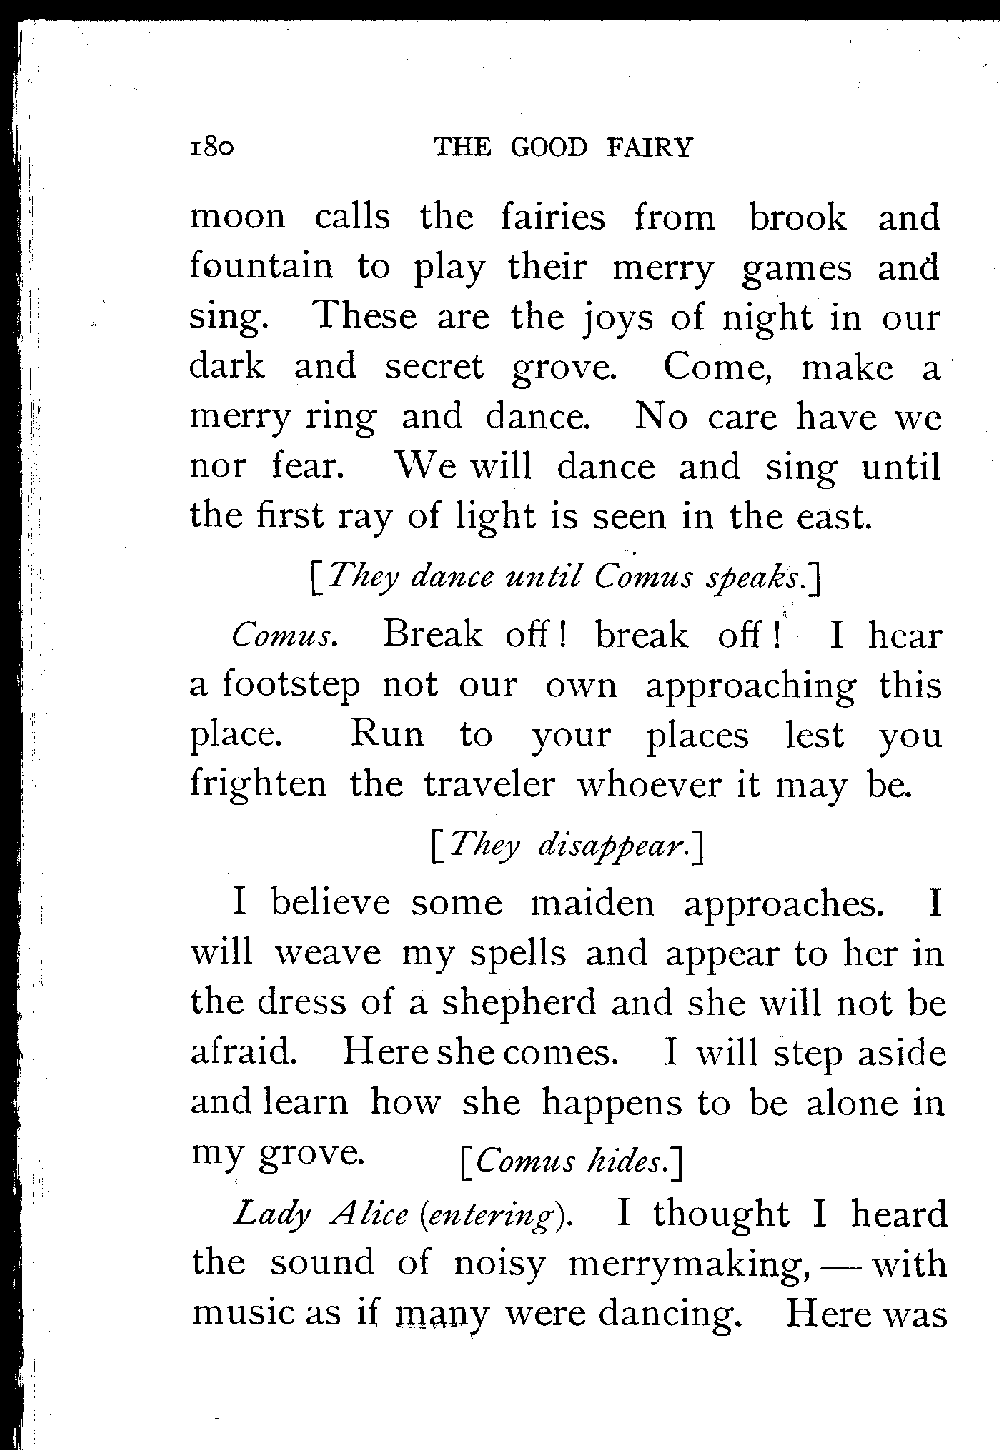 180 THE GOOD FAIRY
moon calls the fairies from brook and
fountain to play their merry games and
sing. These are the joys of night in our
dark and secret grove. Come, make a
merry ring and dance. No care have we
nor fear. We will dance and sing until
the first ray of light is seen in the east.
[They dance until Comus speaks.]
Comus. Break off! break off! I hear
a footstep not our own approaching this
place. Run to your places lest you
frighten the traveler whoever it may be.
[They disappear.]
I believe some maiden approaches. I
will weave my spells and appear to her in
the dress of a shepherd and she will not be
afraid. Here she comes. I will step aside
and learn how she happens to be alone in
my grove. [Comus hides.]
Lady Alice (entering). I thought I heard
the sound of noisy merrymaking, — with
music as if many were dancing. Here was